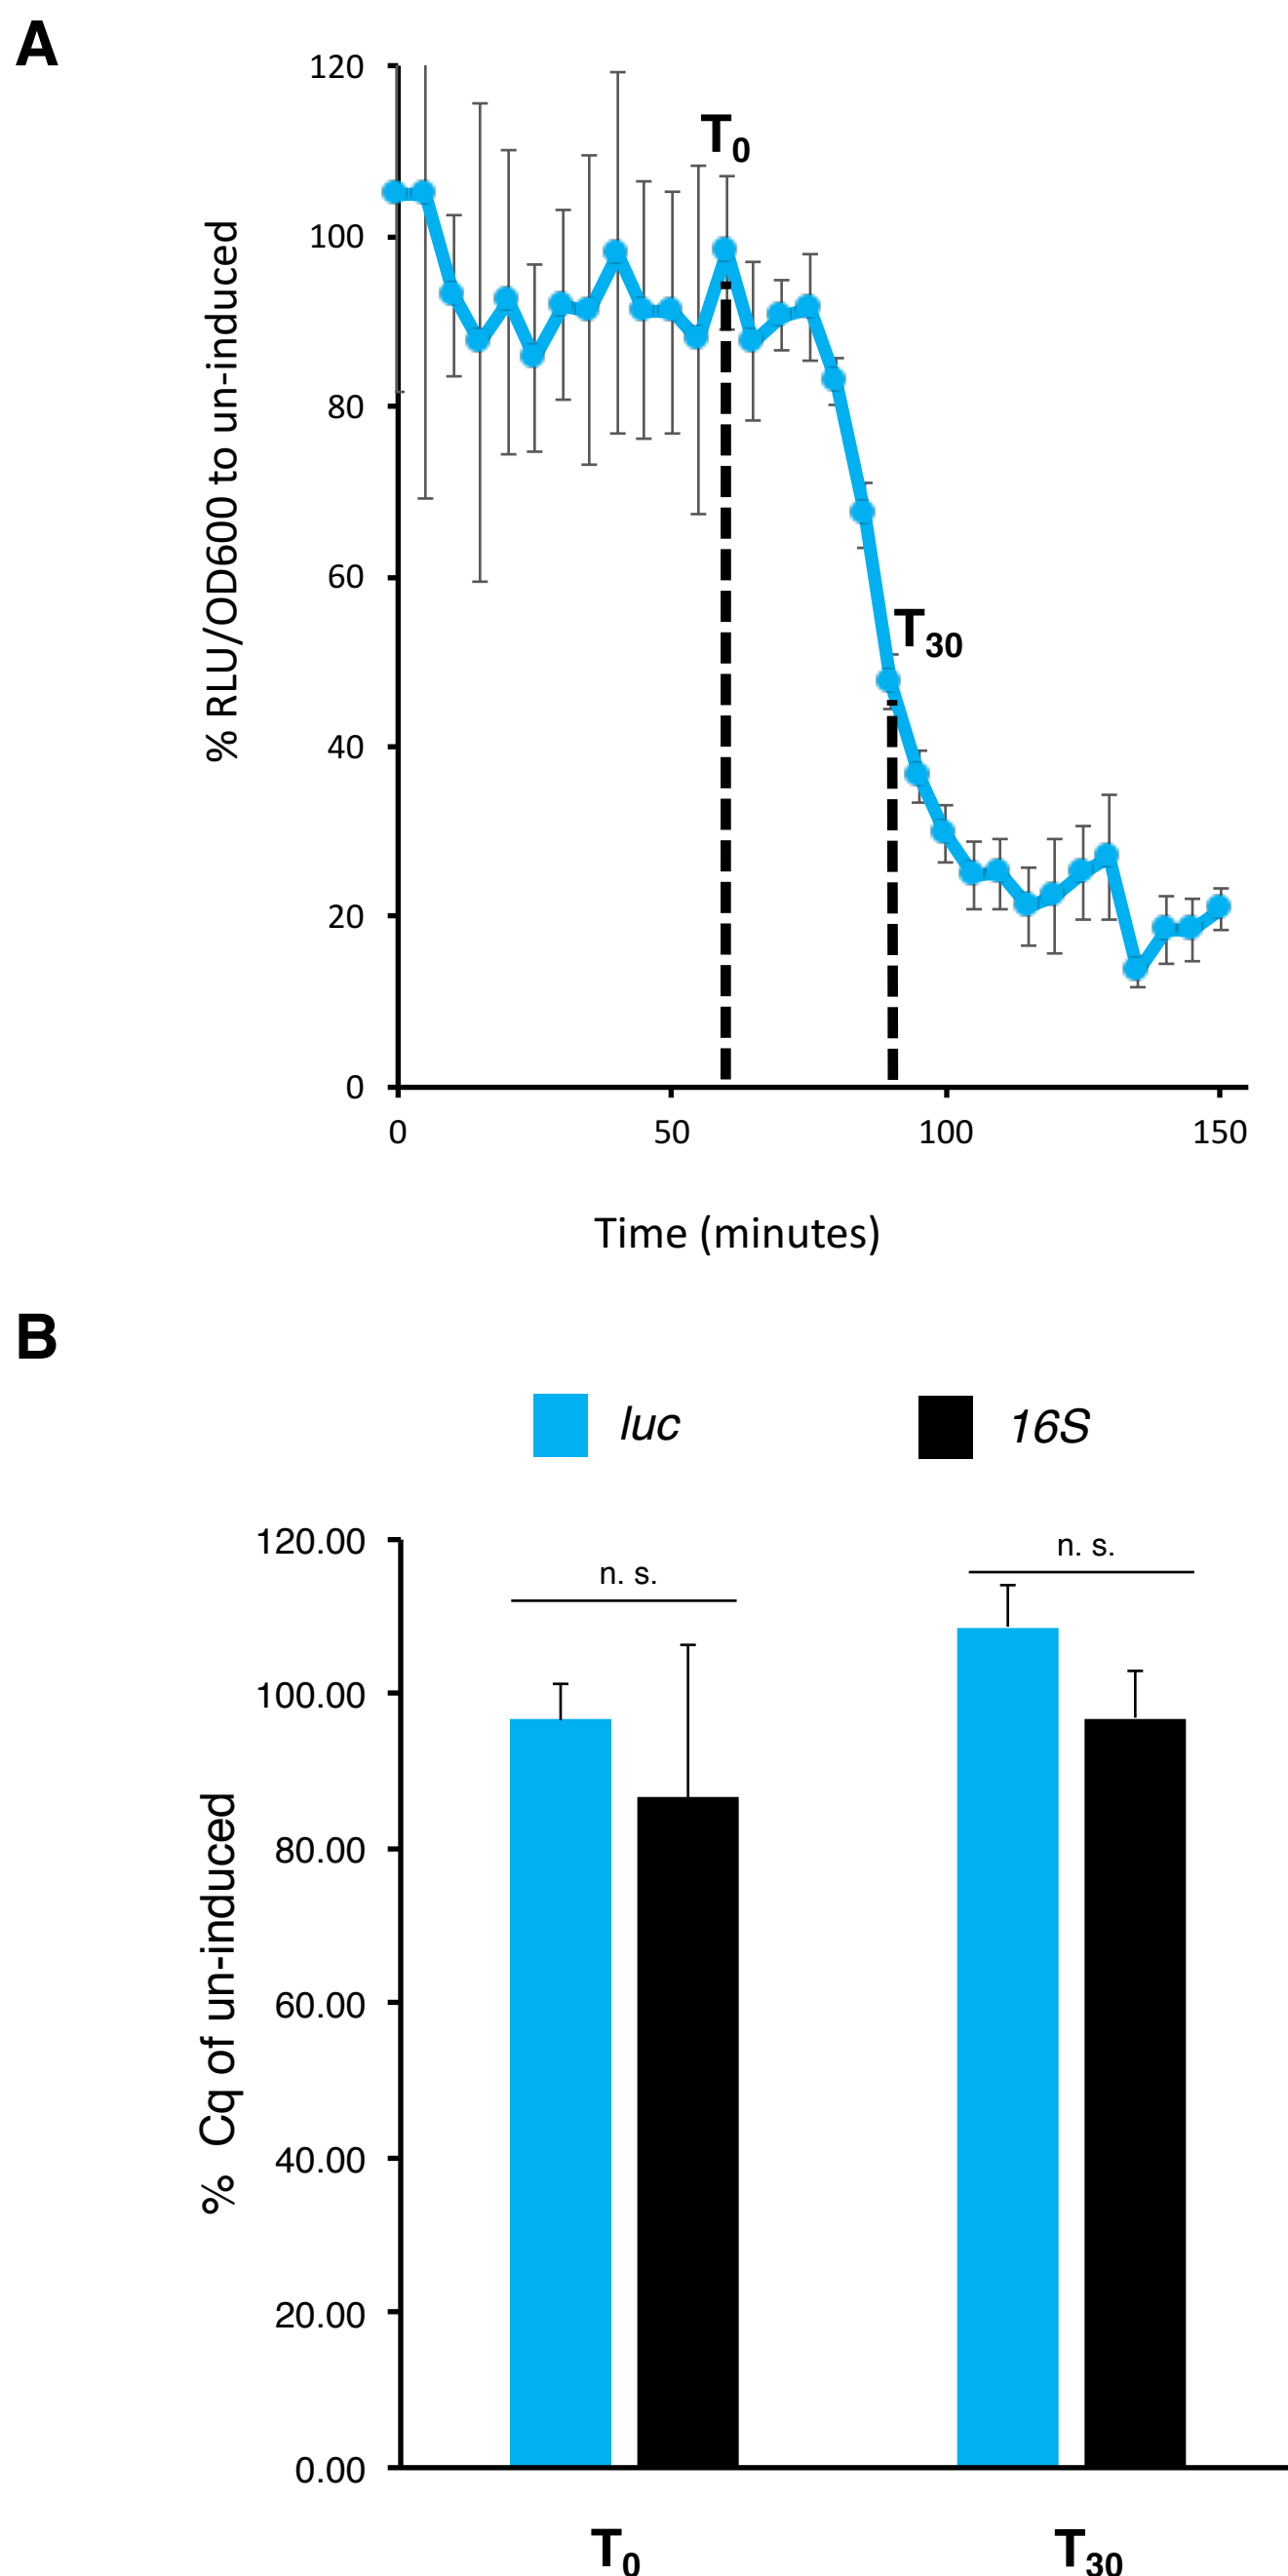 A
120
100
80
60
40
20
0
% RLU/OD600 to un-induced
T0
T30
0 50 100 150
Time (minutes)
B
luc 16S
120.00
100.00
80.00
60.00
40.00
20.00
0.00
% Cq of un-induced
n. s.
n. s.
T0 T30